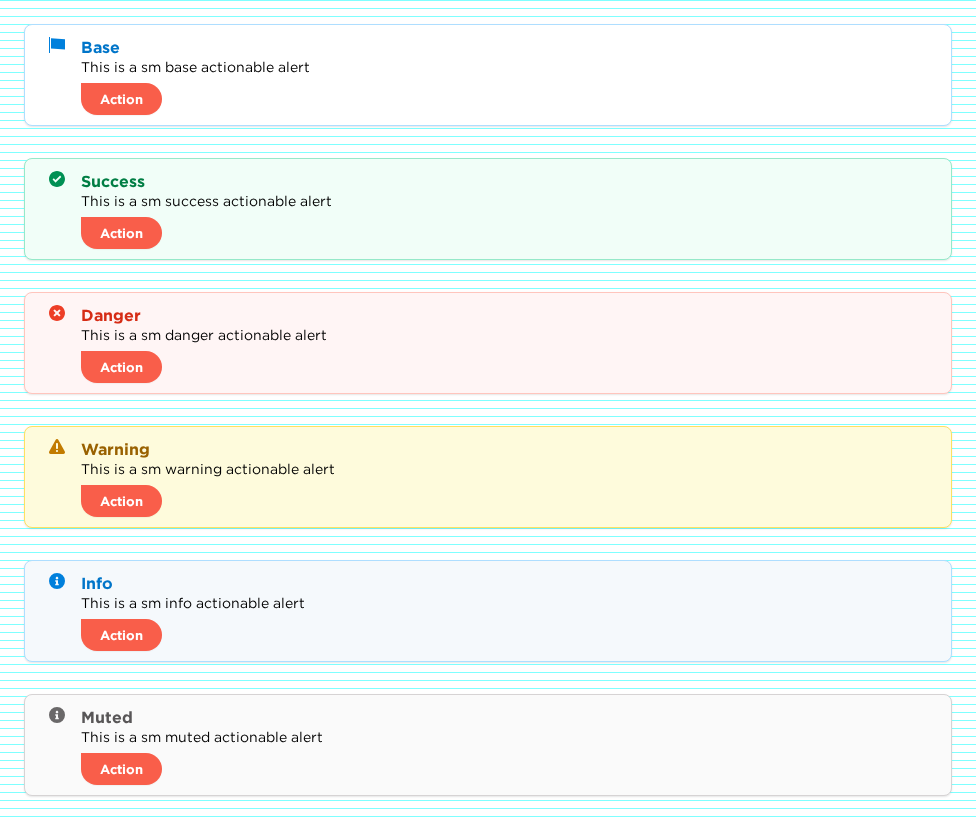 Base
This is a sm base actionable alert
Action
Success
This is a sm success actionable alert
Action
Danger
This is a sm danger actionable alert
Action
Warning
This is a sm warning actionable alert
Action
Info
This is a sm info actionable alert
Action
Muted
This is a sm muted actionable alert
Action